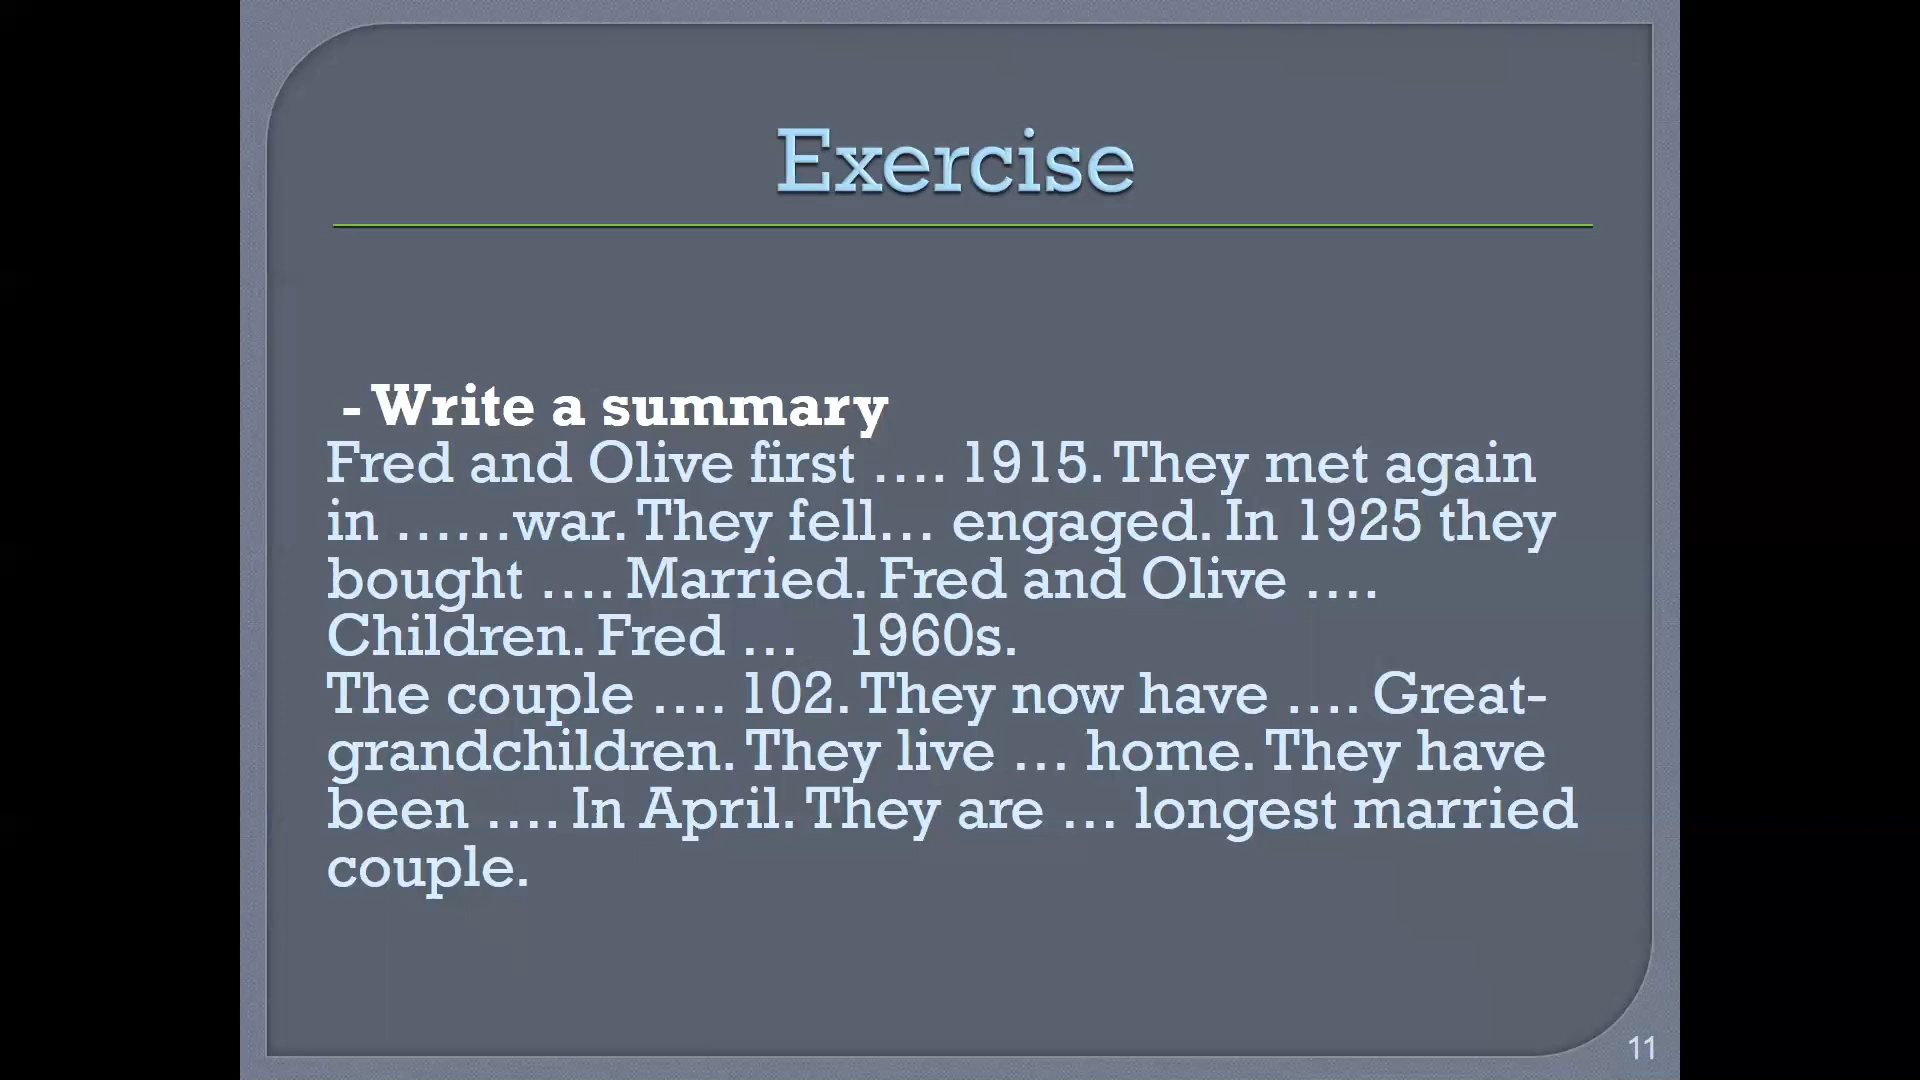 Exercise
- Write a summary
Fred and Olive first .... 1915. They met again
in ......war. They fell... engaged. In 1925 they
bought .... Married. Fred and Olive ....
Children. Fred ... 1960s.
The couple .... 102. They now have .... Great-
grandchildren. They live ... home. They have
been .... In April. They are ... longest married
couple.
11